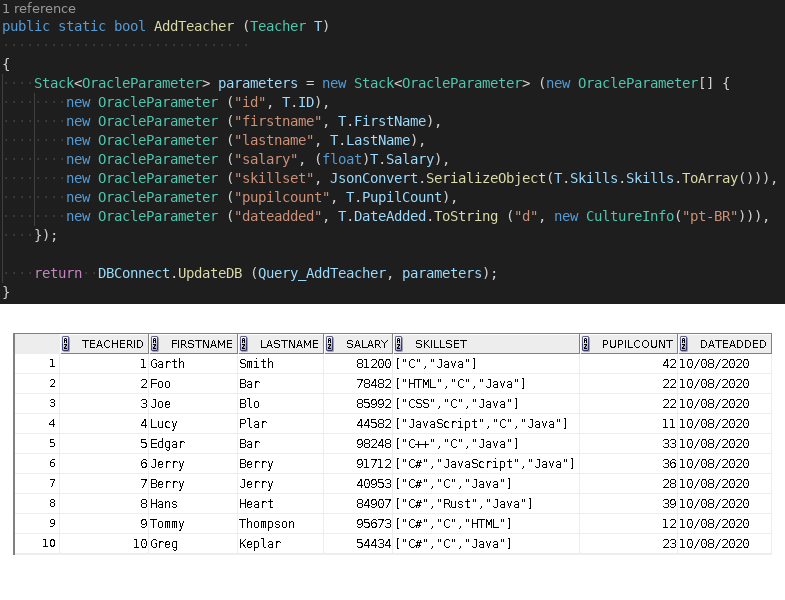 1 reference
public static bool AddTeacher (Teacher T)
{
Stack<OracleParameter> parameters = new Stack<OracleParameter> (new OracleParameter[] {
new OracleParameter ("id", T.ID),
new OracleParameter ("firstname", T.FirstName),
new OracleParameter ("lastname", T.LastName),
new OracleParameter ("salary", (float)T.Salary),
new OracleParameter ("skillset", JsonConvert.SerializeObject(T.Skills.Skills.ToArray())),
new OracleParameter ("pupilcount", T.PupilCount),
new OracleParameter ("dateadded", T.DateAdded.ToString ("d", new CultureInfo("pt-BR"))),
});
return DBConnect.UpdateDB (Query_AddTeacher, parameters);
}
TEACHERID FIRSTNAME LASTNAME SALARY SKILLSET PUPILCOUNT DATEADDED
1 1 Garth Smith 81200 ["C","Java"] 42 10/08/2020
2 2 Foo Bar 78482 ["HTML","C","Java"] 22 10/08/2020
3 3 Joe Blo 85992 ["CSS","C","Java"] 22 10/08/2020
4 4 Lucy Plar 44582 ["JavaScript","C","Java"] 11 10/08/2020
5 5 Edgar Bar 98248 ["C++","C","Java"] 33 10/08/2020
6 6 Jerry Berry 91712 ["C#","JavaScript","Java"] 36 10/08/2020
7 7 Berry Jerry 40953 ["C#","C","Java"] 28 10/08/2020
8 8 Hans Heart 84907 ["C#","Rust","Java"] 39 10/08/2020
9 9 Tommy Thompson 95673 ["C#","C","HTML"] 12 10/08/2020
10 10 Greg Keplar 54434 ["C#","C","Java"] 23 10/08/2020